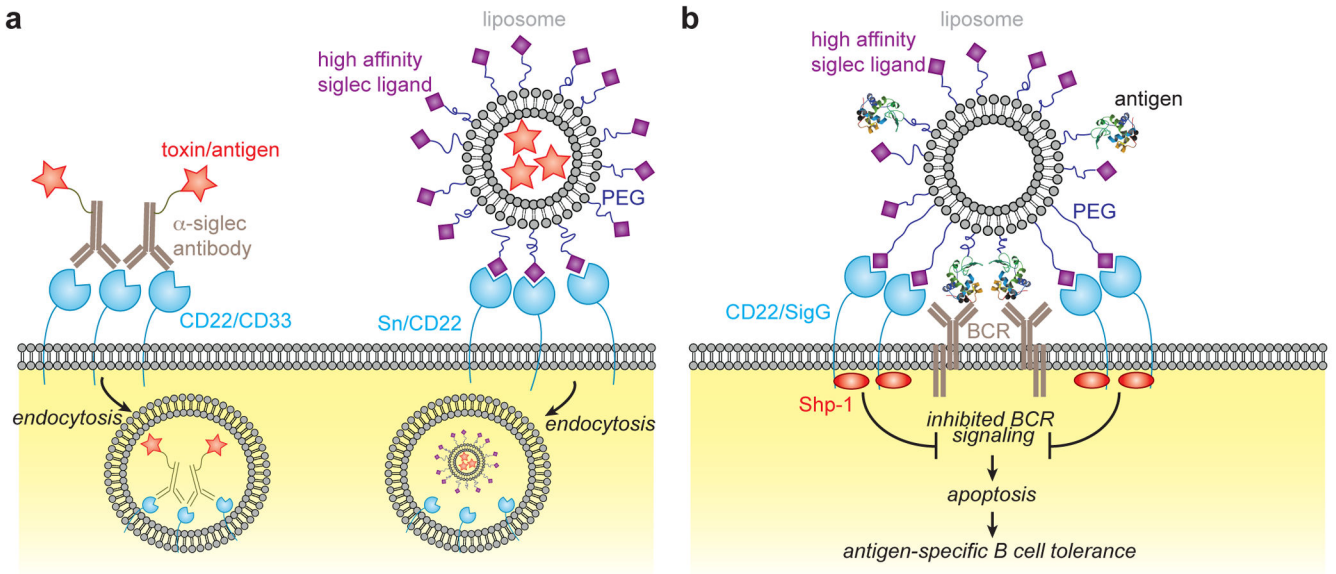 a
liposome
high affinity
siglec ligand
toxin/antigen
α-siglec
antibody
PEG
CD22/CD33
Sn/CD22
endocytosis
endocytosis
b
liposome
high affinity
siglec ligand
antigen
PEG
CD22/SigG
BCR
Shp-1
inhibited BCR
signaling
apoptosis
antigen-specific B cell tolerance